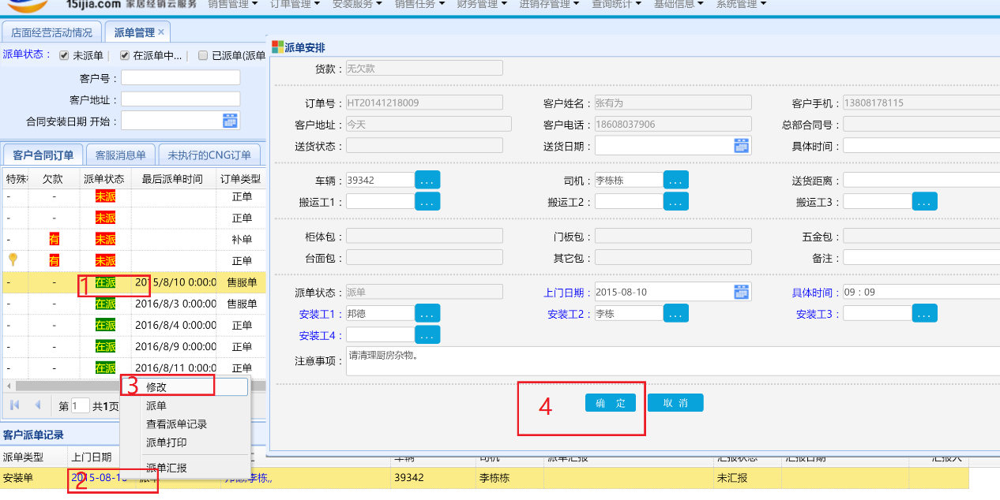 15ijia.com 家居经销云服务 销售管理 订单管理 安装服务 销售任务 财务管理 进销存管理 查询统计 基础信息 系统管理
店面经营活动情况 派单管理 ×
派单状态： 未派单 | 在派单中... | 已派单(派单
客户号：
客户地址：
合同安装日期 开始：
客户合同订单 客服消息单 未执行的CNG订单
特殊 欠款 派单状态 最后派单时间 订单类型
- - 未派 正单
- - 未派 正单
- 有 未派 补单
有 未派 正单
- - 1 在派 2015/8/10 0:00:00 售服单
- - 在派 2016/8/3 0:00:00 售服单
- - 在派 2016/8/4 0:00:00 正单
- - 在派 2016/8/9 0:00:00 正单
- - 在派 2016/8/11 0:00:0 正单
第 1 共1页
3 修改
派单
查看派单记录
派单打印
派单汇报
派单安排
货款： 无欠款
订单号： HT20141218009 客户姓名： 张有为 客户手机： 13808178115
客户地址： 今天 客户电话： 18608037906 总部合同号：
送货状态： 送货日期： 具体时间：
车辆： 39342 ... 司机： 李栋栋 ... 送货距离：
搬运工1： ... 搬运工2： ... 搬运工3： ...
柜体包： 门板包： 五金包：
台面包： 其它包： 备注：
派单状态： 派单 上门日期： 2015-08-10 具体时间： 09：09
安装工1： 邦德 ... 安装工2： 李栋 ... 安装工3： ...
安装工4： ...
注意事项： 请清理厨房杂物。
4 确 定 取 消
客户派单记录
派单类型 上门日期 工 车辆 司机 派单汇报 汇报状态 汇报日期 汇报人
安装单 2 2015-08-10 派单 邦德,李栋,, 39342 李栋栋 未汇报